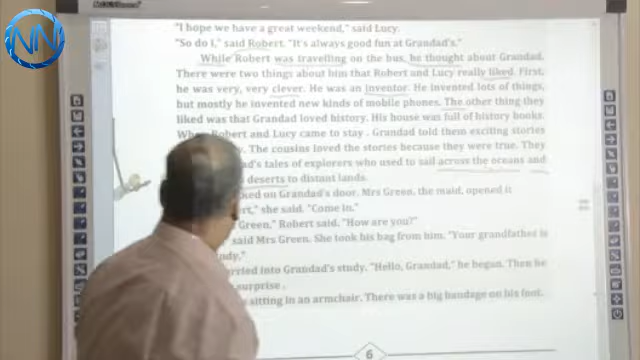 NN
"I hope we have a great weekend," said Lucy.
"So do I," said Robert. "It's always good fun at Grandad's."
While Robert was travelling on the bus, he thought about Grandad.
There were two things about him that Robert and Lucy really liked. First,
he was very, very clever. He was an inventor. He invented lots of things,
but mostly he invented new kinds of mobile phones. The other thing they
liked was that Grandad loved history. His house was full of history books.
When Robert and Lucy came to stay . Grandad told them exciting stories
The cousins loved the stories because they were true. They
tales of explorers who used to sail across the oceans and
deserts to distant lands.
on Grandad's door. Mrs Green, the maid, opened it
she said. "Come in."
Green," Robert said. "How are you?"
said Mrs Green. She took his bag from him. "Your grandfather is
into Grandad's study. "Hello, Grandad," he began. Then he
surprise .
sitting in an armchair. There was a big bandage on his foot.
6